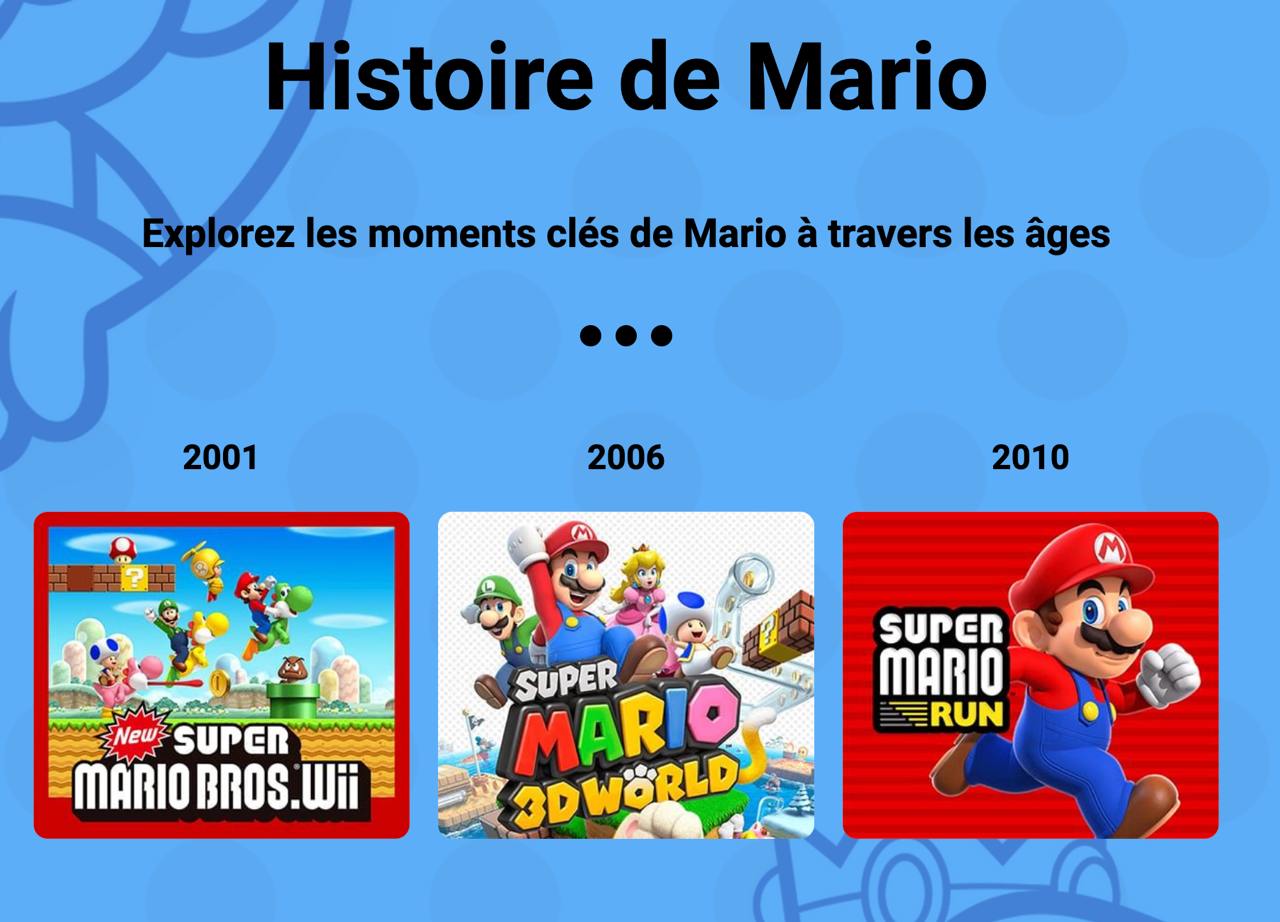 Histoire de Mario
Explorez les moments clés de Mario à travers les âges
2001
2006
2010
New SUPER
MARIO BROS.Wii
SUPER
MARIO
3D WORLD
SUPER
MARIO
RUN